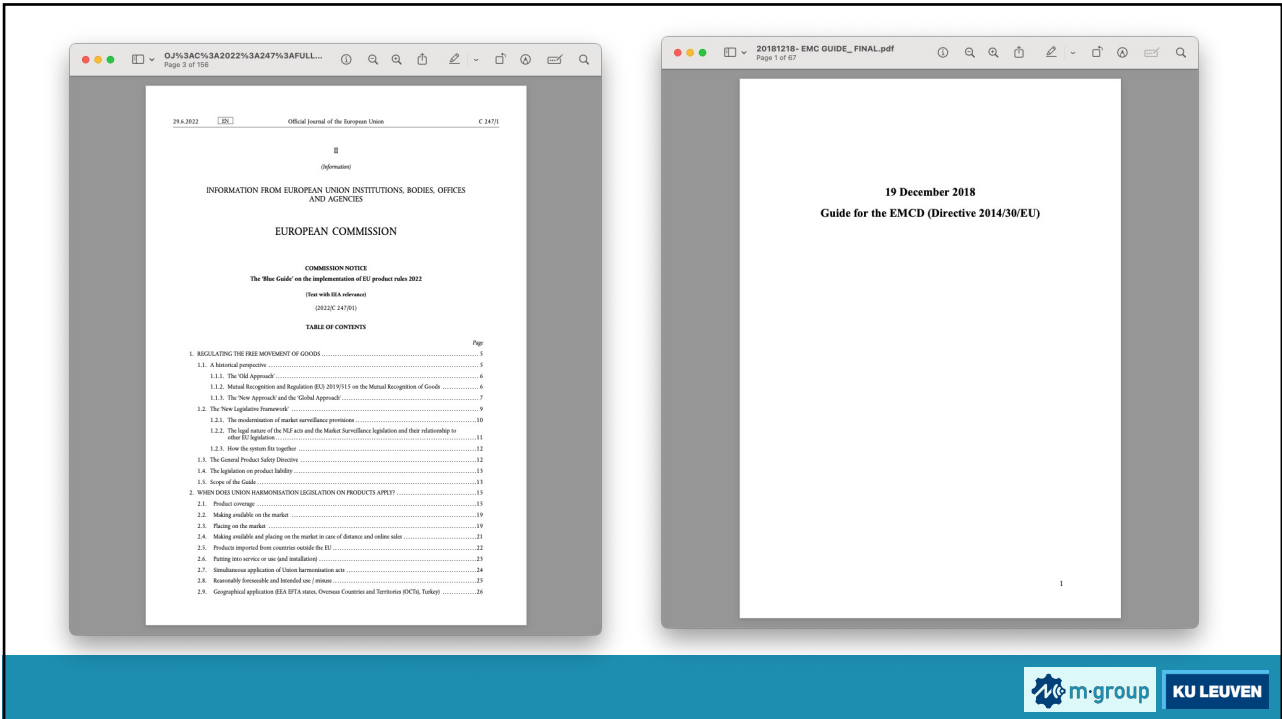 OJ%3AC%3A2022%3A247%3AFULL...
Page 3 of 156
29.6.2022 EN Official Journal of the European Union C 247/1
II
(Information)
INFORMATION FROM EUROPEAN UNION INSTITUTIONS, BODIES, OFFICES
AND AGENCIES
EUROPEAN COMMISSION
COMMISSION NOTICE
The ‘Blue Guide’ on the implementation of EU product rules 2022
(Text with EEA relevance)
(2022/C 247/01)
TABLE OF CONTENTS
Page
1. REGULATING THE FREE MOVEMENT OF GOODS ........ 5
1.1. A historical perspective ........ 5
1.1.1. The ‘Old Approach’ ........ 6
1.1.2. Mutual Recognition and Regulation (EU) 2019/515 on the Mutual Recognition of Goods ........ 6
1.1.3. The ‘New Approach’ and the ‘Global Approach’ ........ 7
1.2. The ‘New Legislative Framework’ ........ 9
1.2.1. The modernisation of market surveillance provisions ........ 10
1.2.2. The legal nature of the NLF acts and the Market Surveillance legislation and their relationship to
other EU legislation ........ 11
1.2.3. How the system fits together ........ 12
1.3. The General Product Safety Directive ........ 12
1.4. The legislation on product liability ........ 13
1.5. Scope of the Guide ........ 13
2. WHEN DOES UNION HARMONISATION LEGISLATION ON PRODUCTS APPLY? ........ 15
2.1. Product coverage ........ 15
2.2. Making available on the market ........ 19
2.3. Placing on the market ........ 19
2.4. Making available and placing on the market in case of distance and online sales ........ 21
2.5. Products imported from countries outside the EU ........ 22
2.6. Putting into service or use (and installation) ........ 23
2.7. Simultaneous application of Union harmonisation acts ........ 24
2.8. Reasonably foreseeable and Intended use / misuse ........ 25
2.9. Geographical application (EEA EFTA states, Overseas Countries and Territories (OCTs), Turkey) ........ 26
20181218- EMC GUIDE_ FINAL.pdf
Page 1 of 67
19 December 2018
Guide for the EMCD (Directive 2014/30/EU)
1
m·group
KU LEUVEN